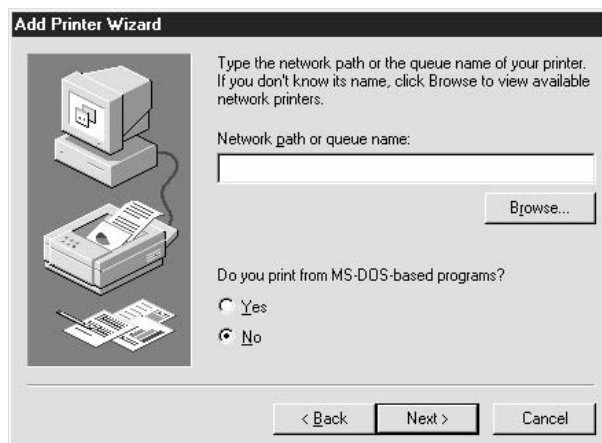 Add Printer Wizard
Type the network path or the queue name of your printer.
If you don't know its name, click Browse to view available
network printers.
Network path or queue name:
Browse...
Do you print from MS-DOS-based programs?
Yes
No
< Back
Next >
Cancel